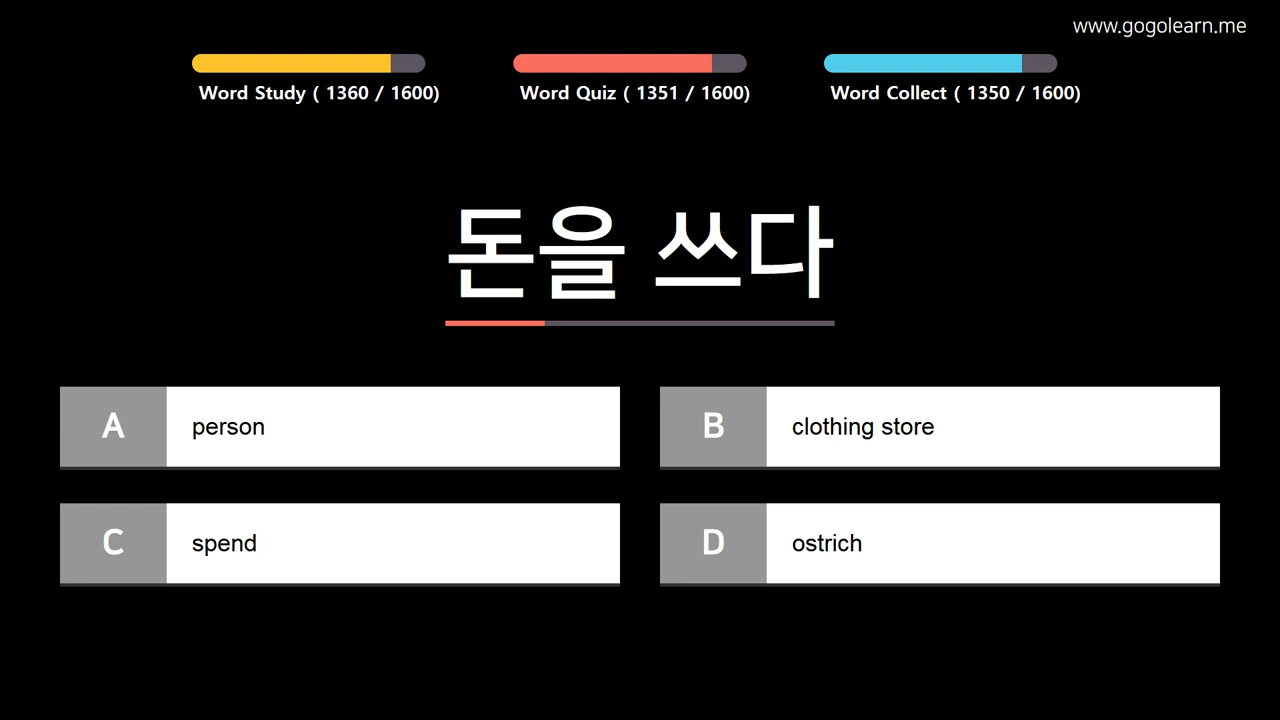 www.gogolearn.me
Word Study ( 1360 / 1600)
Word Quiz ( 1351 / 1600)
Word Collect ( 1350 / 1600)
돈을 쓰다
A person
B clothing store
C spend
D ostrich